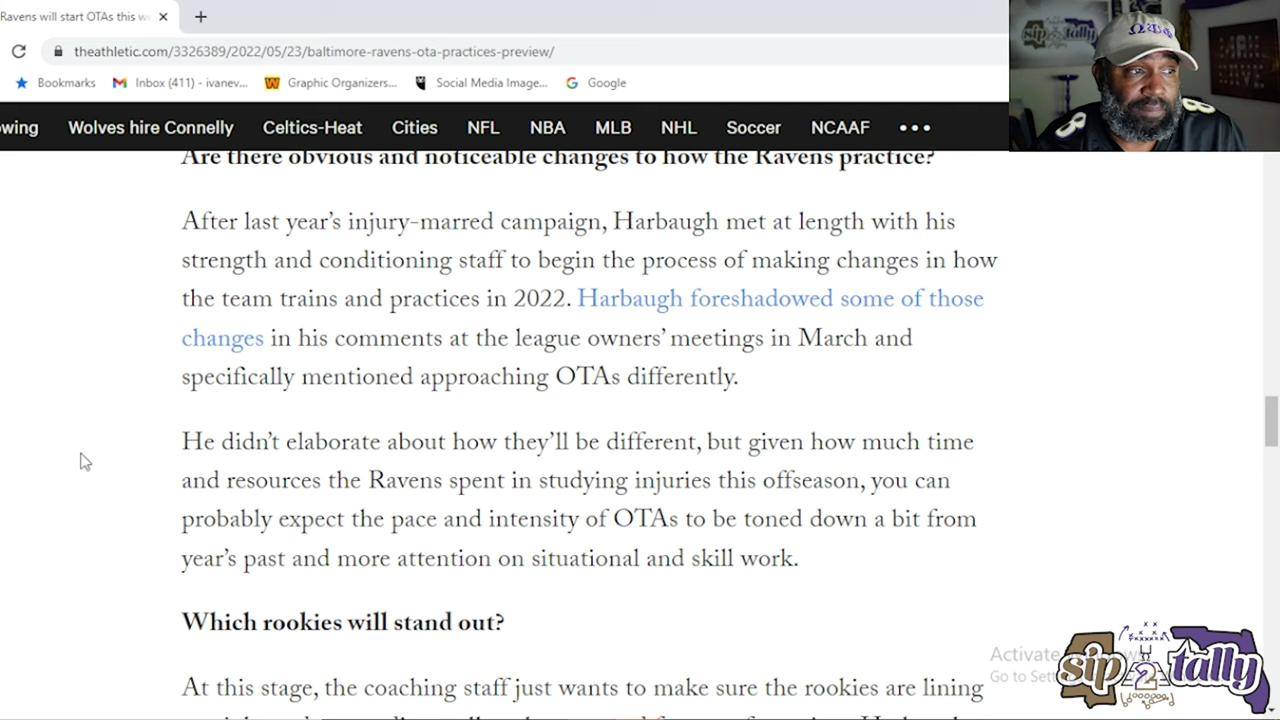 Ravens will start OTAs this w
theathletic.com/3326389/2022/05/23/baltimore-ravens-ota-practices-preview/
Bookmarks
Inbox (411) - ivanev...
Graphic Organizers...
Social Media Image...
Google
owing
Wolves hire Connelly
Celtics-Heat
Cities
NFL
NBA
MLB
NHL
Soccer
NCAAF
Are there obvious and noticeable changes to how the Ravens practice?
After last year’s injury-marred campaign, Harbaugh met at length with his
strength and conditioning staff to begin the process of making changes in how
the team trains and practices in 2022. Harbaugh foreshadowed some of those
changes in his comments at the league owners’ meetings in March and
specifically mentioned approaching OTAs differently.
He didn’t elaborate about how they’ll be different, but given how much time
and resources the Ravens spent in studying injuries this offseason, you can
probably expect the pace and intensity of OTAs to be toned down a bit from
year’s past and more attention on situational and skill work.
Which rookies will stand out?
At this stage, the coaching staff just wants to make sure the rookies are lining
sip 2 tally
Activate
Go to Sett
ΩΨΦ
sip tally
8